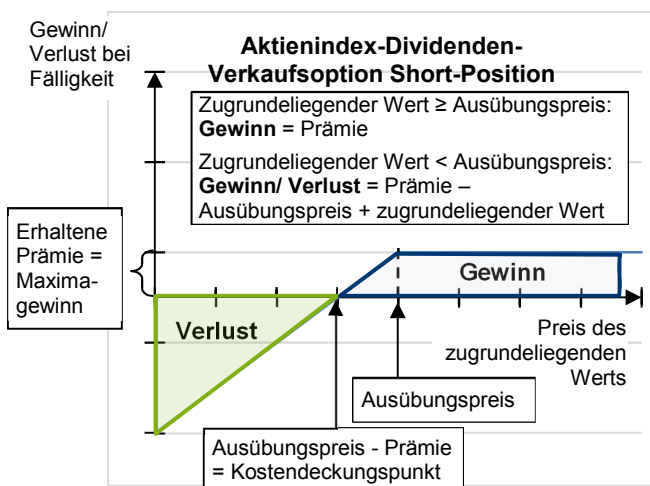 Gewinn/
Verlust bei
Fälligkeit
Aktienindex-Dividenden-
Verkaufsoption Short-Position
Zugrundeliegender Wert ≥ Ausübungspreis:
Gewinn = Prämie
Zugrundeliegender Wert < Ausübungspreis:
Gewinn/ Verlust = Prämie –
Ausübungspreis + zugrundeliegender Wert
Erhaltene
Prämie =
Maxima-
gewinn
Gewinn
Verlust
Preis des
zugrundeliegenden
Werts
Ausübungspreis
Ausübungspreis - Prämie
= Kostendeckungspunkt